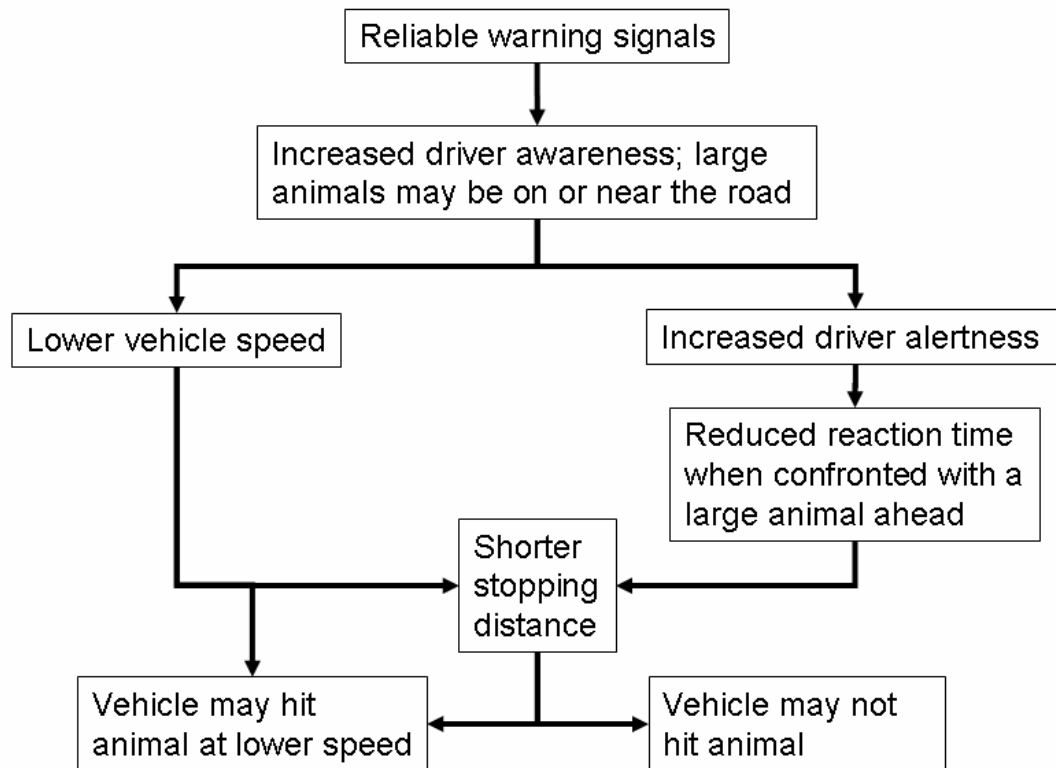 Reliable warning signals
Increased driver awareness; large
animals may be on or near the road
Lower vehicle speed
Increased driver alertness
Reduced reaction time
when confronted with a
large animal ahead
Shorter
stopping
distance
Vehicle may hit
animal at lower speed
Vehicle may not
hit animal